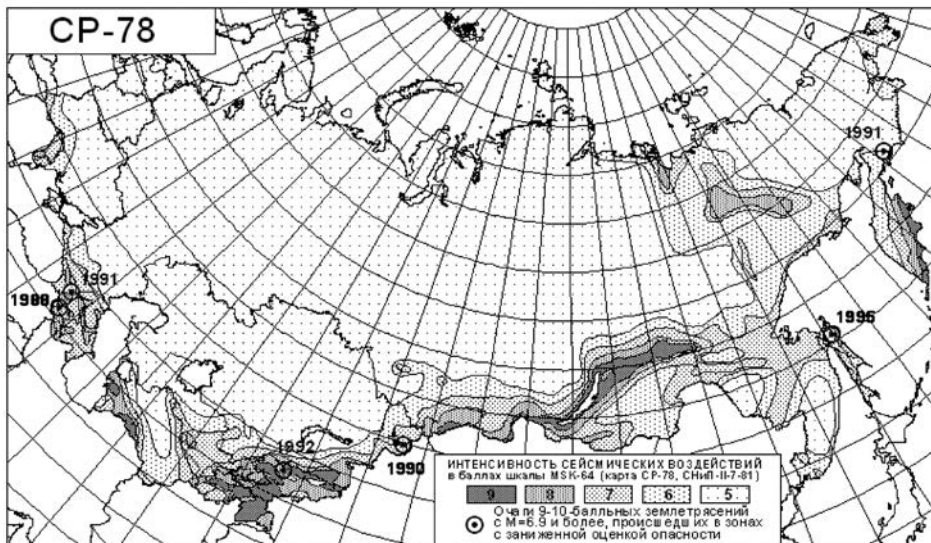 СР-78
1991
1991
1988
1995
1992
1990
ИНТЕНСИВНОСТЬ СЕЙСМИЧЕСКИХ ВОЗДЕЙСТВИЙ
в баллах шкалы MSK-64 (карта СР-78, СНиП-II-7-81)
9 8 7 6 5
Очаги 9-10-балльных землетрясений
с М=6.9 и более, происшедших в зонах
с заниженной оценкой опасности